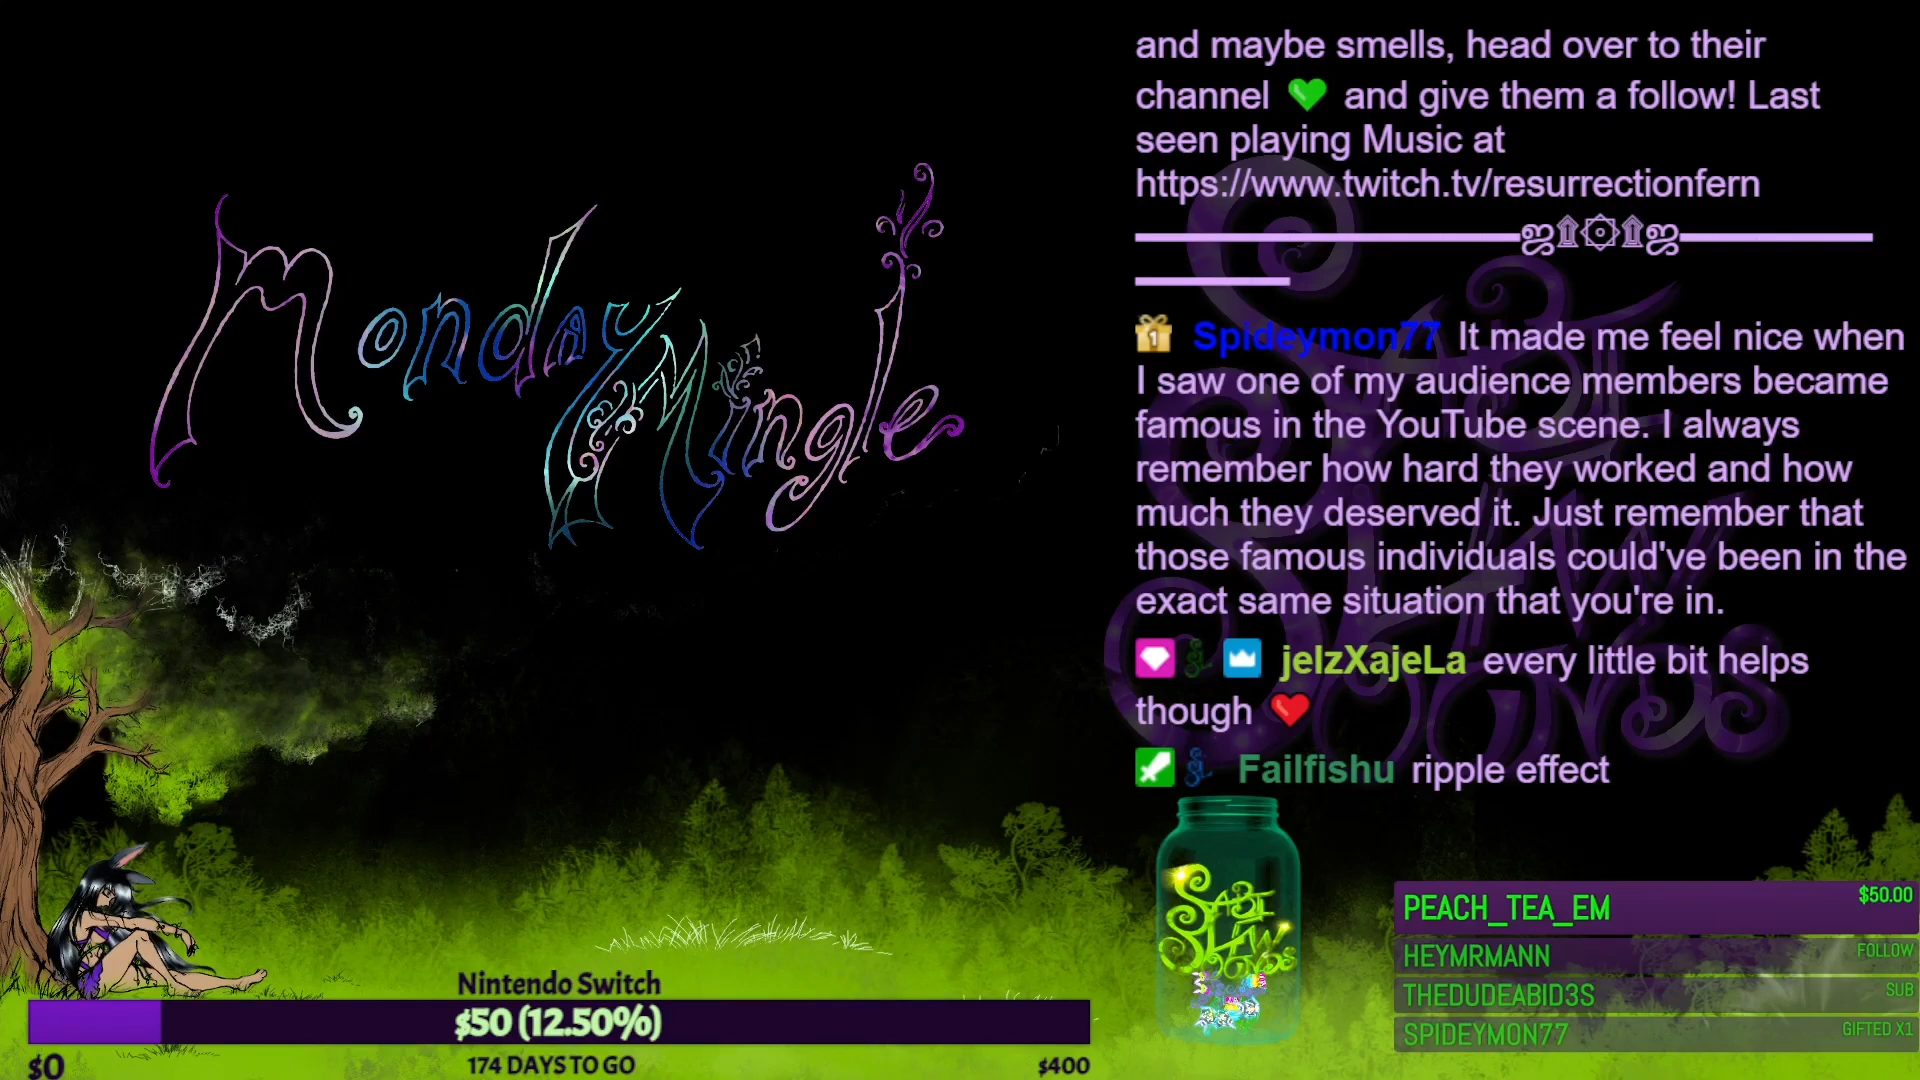 and maybe smells, head over to their
channel 💚 and give them a follow! Last
seen playing Music at
https://www.twitch.tv/resurrectionfern
▬▬▬▬▬▬▬▬▬▬ஜ۩۞۩ஜ▬▬▬▬▬
▬▬▬▬
Spideymon77 It made me feel nice when
I saw one of my audience members became
famous in the YouTube scene. I always
remember how hard they worked and how
much they deserved it. Just remember that
those famous individuals could've been in the
exact same situation that you're in.
jelzXajeLa every little bit helps
though ❤️
Failfishu ripple effect
Monday
Mingle
Nintendo Switch
$50 (12.50%)
$0
174 DAYS TO GO
$400
PEACH_TEA_EM $50.00
HEYMRMANN FOLLOW
THEDUDEABID3S SUB
SPIDEYMON77 GIFTED X1